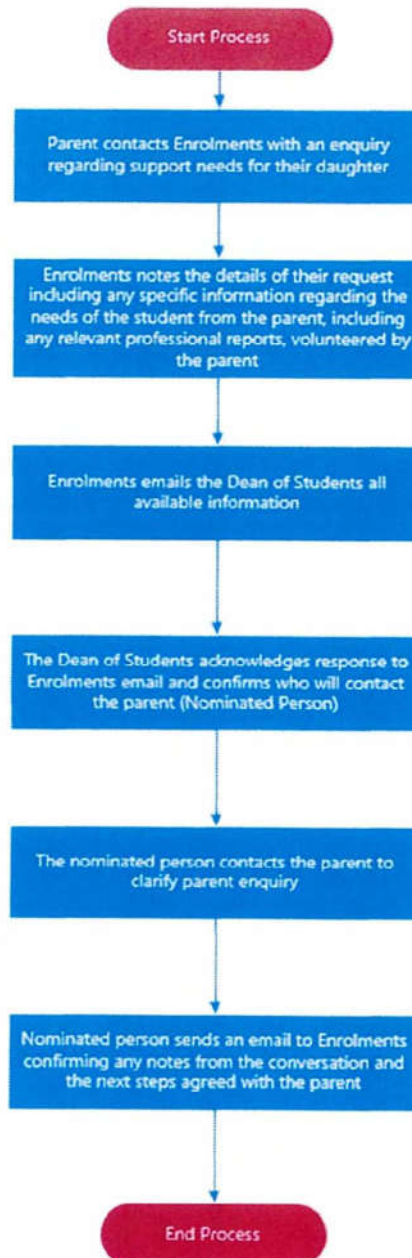 Start Process
Parent contacts Enrolments with an enquiry
regarding support needs for their daughter
Enrolments notes the details of their request
including any specific information regarding the
needs of the student from the parent, including
any relevant professional reports, volunteered by
the parent
Enrolments emails the Dean of Students all
available information
The Dean of Students acknowledges response to
Enrolments email and confirms who will contact
the parent (Nominated Person)
The nominated person contacts the parent to
clarify parent enquiry
Nominated person sends an email to Enrolments
confirming any notes from the conversation and
the next steps agreed with the parent
End Process